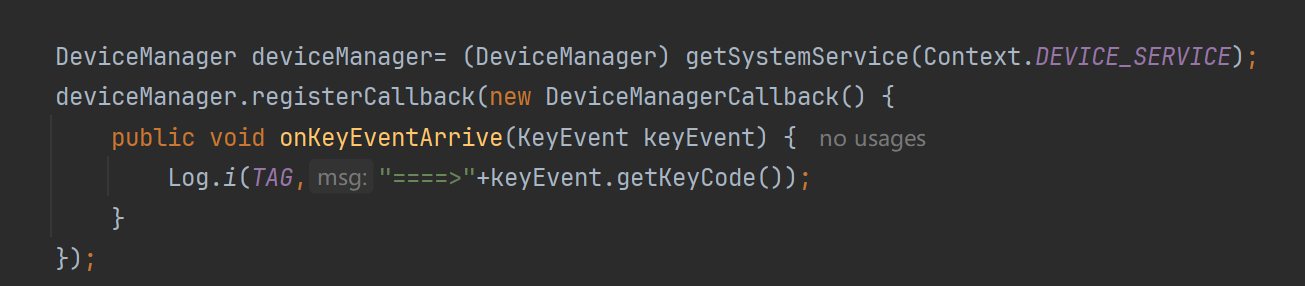 DeviceManager deviceManager= (DeviceManager) getSystemService(Context.DEVICE_SERVICE);
deviceManager.registerCallback(new DeviceManagerCallback() {
    public void onKeyEventArrive(KeyEvent keyEvent) { no usages
        Log.i(TAG, msg: "====>"+keyEvent.getKeyCode());
    }
});